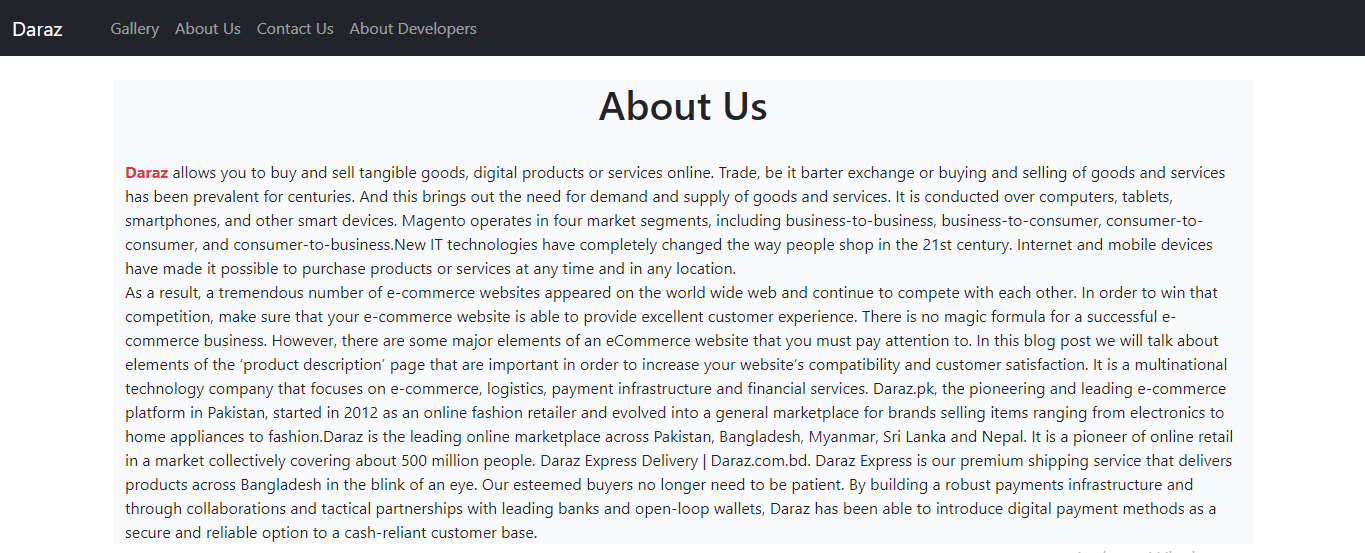 Daraz Gallery About Us Contact Us About Developers
About Us
Daraz allows you to buy and sell tangible goods, digital products or services online. Trade, be it barter exchange or buying and selling of goods and services
has been prevalent for centuries. And this brings out the need for demand and supply of goods and services. It is conducted over computers, tablets,
smartphones, and other smart devices. Magento operates in four market segments, including business-to-business, business-to-consumer, consumer-to-
consumer, and consumer-to-business.New IT technologies have completely changed the way people shop in the 21st century. Internet and mobile devices
have made it possible to purchase products or services at any time and in any location.
As a result, a tremendous number of e-commerce websites appeared on the world wide web and continue to compete with each other. In order to win that
competition, make sure that your e-commerce website is able to provide excellent customer experience. There is no magic formula for a successful e-
commerce business. However, there are some major elements of an eCommerce website that you must pay attention to. In this blog post we will talk about
elements of the ‘product description’ page that are important in order to increase your website’s compatibility and customer satisfaction. It is a multinational
technology company that focuses on e-commerce, logistics, payment infrastructure and financial services. Daraz.pk, the pioneering and leading e-commerce
platform in Pakistan, started in 2012 as an online fashion retailer and evolved into a general marketplace for brands selling items ranging from electronics to
home appliances to fashion.Daraz is the leading online marketplace across Pakistan, Bangladesh, Myanmar, Sri Lanka and Nepal. It is a pioneer of online retail
in a market collectively covering about 500 million people. Daraz Express Delivery | Daraz.com.bd. Daraz Express is our premium shipping service that delivers
products across Bangladesh in the blink of an eye. Our esteemed buyers no longer need to be patient. By building a robust payments infrastructure and
through collaborations and tactical partnerships with leading banks and open-loop wallets, Daraz has been able to introduce digital payment methods as a
secure and reliable option to a cash-reliant customer base.